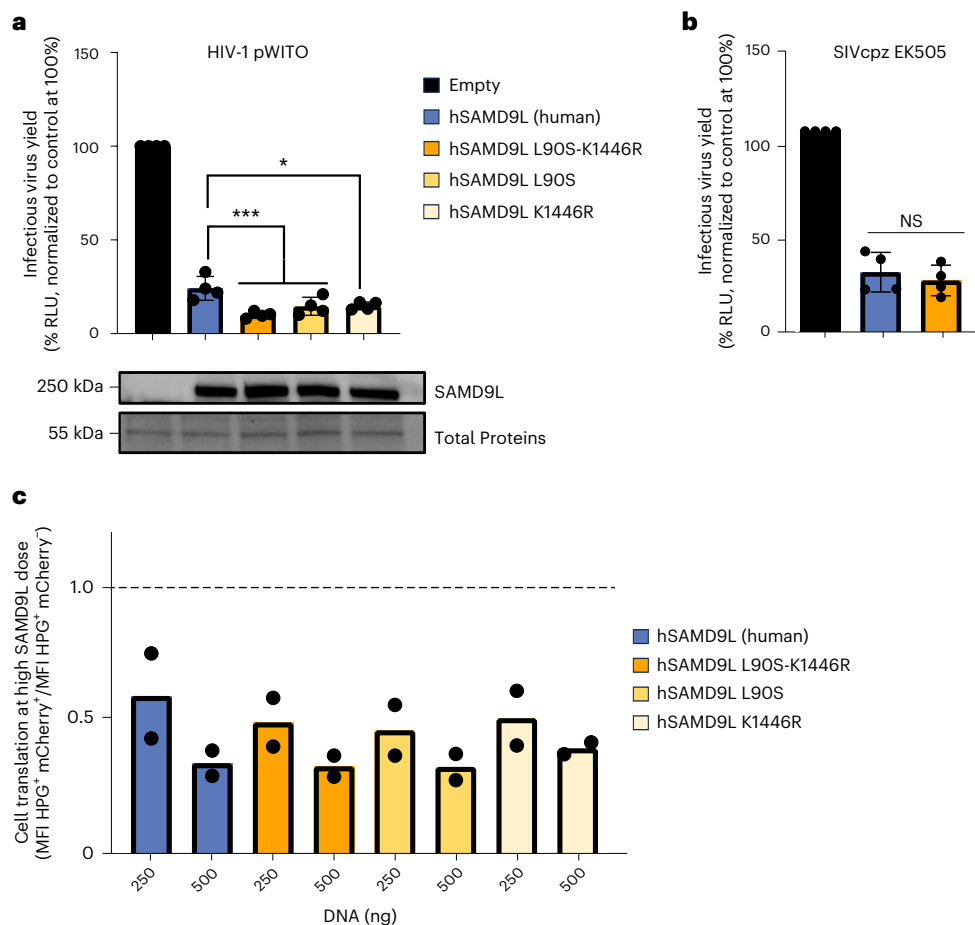 a
HIV-1 pWITO
Infectious virus yield
(% RLU, normalized to control at 100%)
150
100
50
0
*
***
Empty
hSAMD9L (human)
hSAMD9L L90S-K1446R
hSAMD9L L90S
hSAMD9L K1446R
250 kDa
SAMD9L
55 kDa
Total Proteins
b
SIVcpz EK505
Infectious virus yield
(% RLU, normalized to control at 100%)
150
100
50
0
NS
c
Cell translation at high SAMD9L dose
(MFI HPG⁺ mCherry⁺/MFI HPG⁺ mCherry⁻)
1.0
0.5
0
250
500
250
500
250
500
250
500
DNA (ng)
hSAMD9L (human)
hSAMD9L L90S-K1446R
hSAMD9L L90S
hSAMD9L K1446R